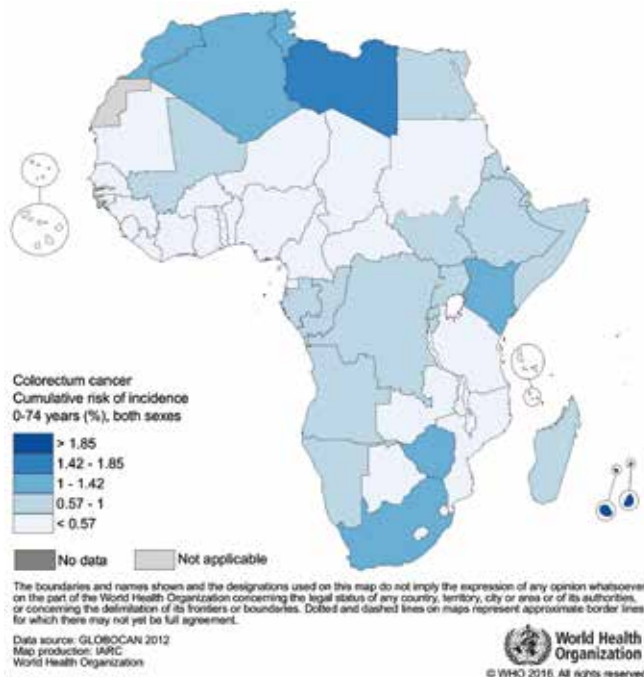 Colorectum cancer
Cumulative risk of incidence
0-74 years (%), both sexes
> 1.85
1.42 - 1.85
1 - 1.42
0.57 - 1
< 0.57
No data
Not applicable
The boundaries and names shown and the designations used on this map do not imply the expression of any opinion whatsoever
on the part of the World Health Organization concerning the legal status of any country, territory, city or area or of its authorities,
or concerning the delimitation of its frontiers or boundaries. Dotted and dashed lines on maps represent approximate border lines
for which there may not yet be full agreement.
Data source: GLOBOCAN 2012
Map production: IARC
World Health Organization
World Health
Organization
© WHO 2016. All rights reserved